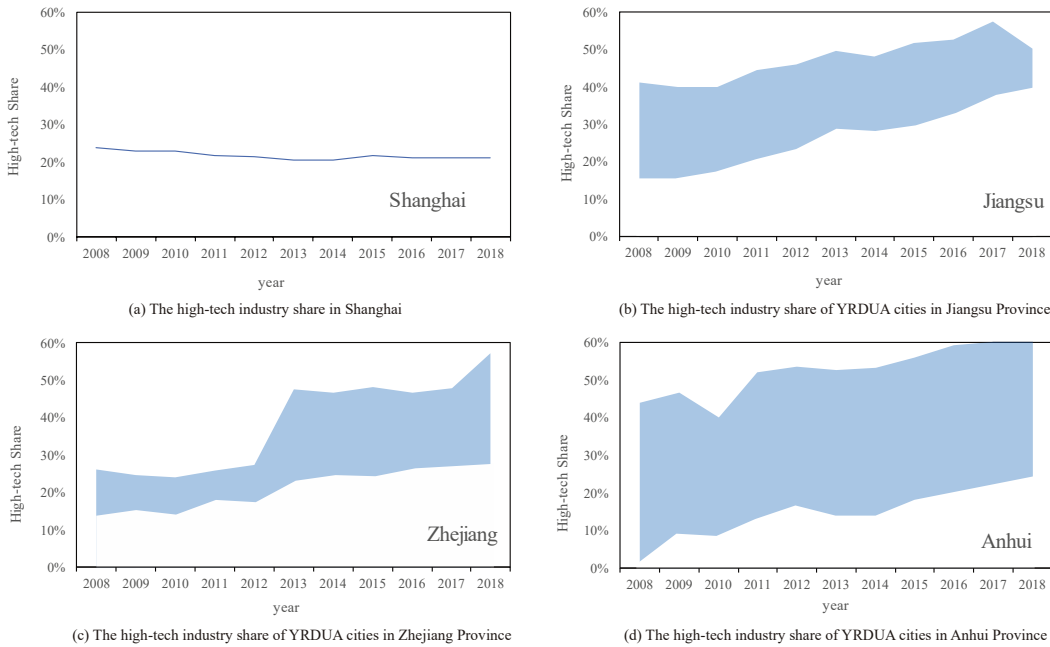 60%
50%
40%
30%
20%
10%
0%
High-tech Share
Shanghai
2008 2009 2010 2011 2012 2013 2014 2015 2016 2017 2018
year
(a) The high-tech industry share in Shanghai
60%
50%
40%
30%
20%
10%
0%
High-tech Share
Jiangsu
2008 2009 2010 2011 2012 2013 2014 2015 2016 2017 2018
year
(b) The high-tech industry share of YRDUA cities in Jiangsu Province
60%
50%
40%
30%
20%
10%
0%
High-tech Share
Zhejiang
2008 2009 2010 2011 2012 2013 2014 2015 2016 2017 2018
year
(c) The high-tech industry share of YRDUA cities in Zhejiang Province
60%
50%
40%
30%
20%
10%
0%
High-tech Share
Anhui
2008 2009 2010 2011 2012 2013 2014 2015 2016 2017 2018
year
(d) The high-tech industry share of YRDUA cities in Anhui Province